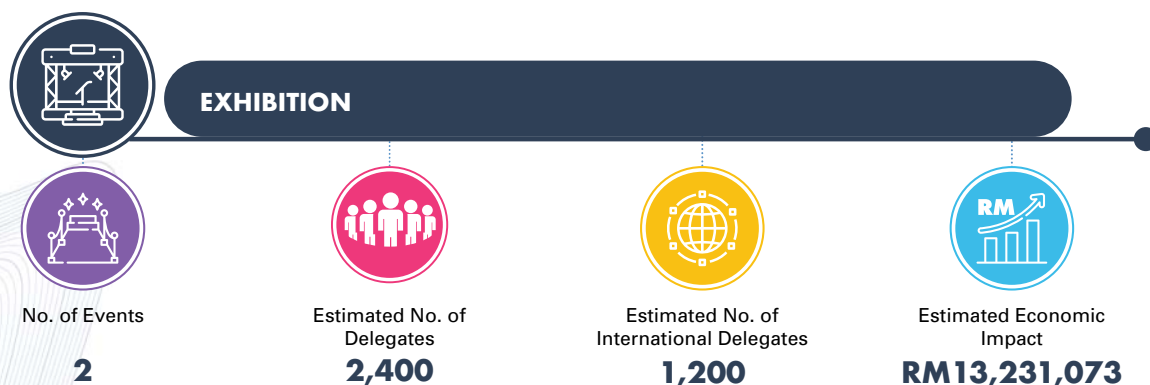 EXHIBITION
RM
No. of Events
2
Estimated No. of
Delegates
2,400
Estimated No. of
International Delegates
1,200
Estimated Economic
Impact
RM13,231,073